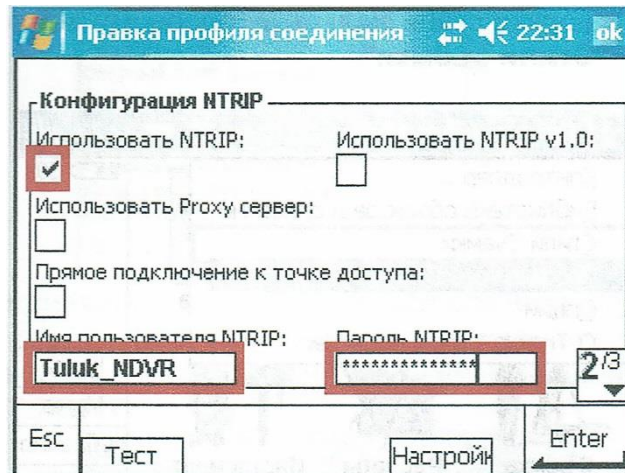 Правка профиля соединения 22:31 ok
Конфигурация NTRIP
Использовать NTRIP: Использовать NTRIP v1.0:
Использовать Proxy сервер:
Прямое подключение к точке доступа:
Имя пользователя NTRIP: Пароль NTRIP:
Tuluk_NDVR ************** 2/3
Esc Тест Настройк Enter